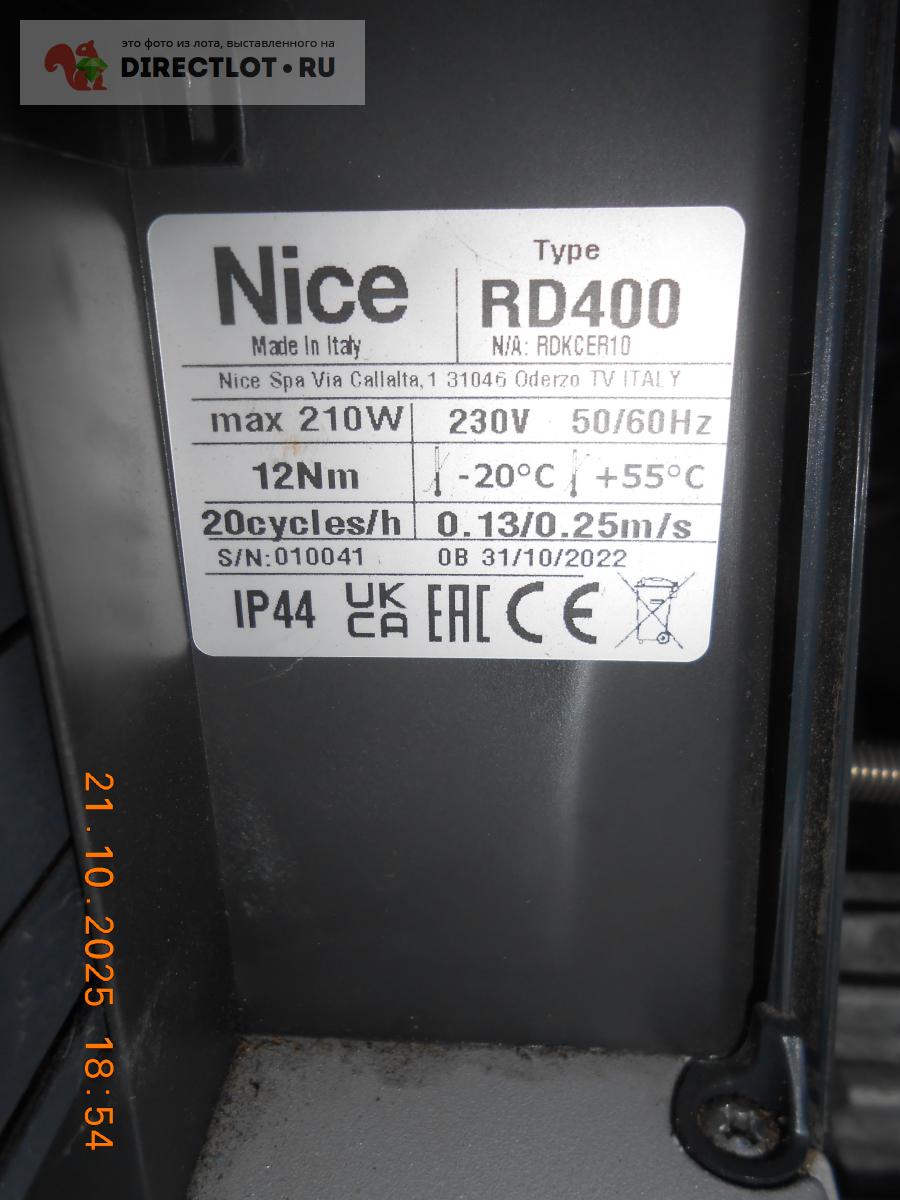 это фото из лота, выставленного на
DIRECTLOT.RU
Nice
Made In Italy
Type
RD400
N/A: RDKCER10
Nice Spa Via Callalta,1 31046 Oderzo TV ITALY
max 210W 230V 50/60Hz
12Nm -20°C +55°C
20cycles/h 0.13/0.25m/s
S/N:010041 0B 31/10/2022
IP44 UK CA EAC CE
21.10.2025 18:54